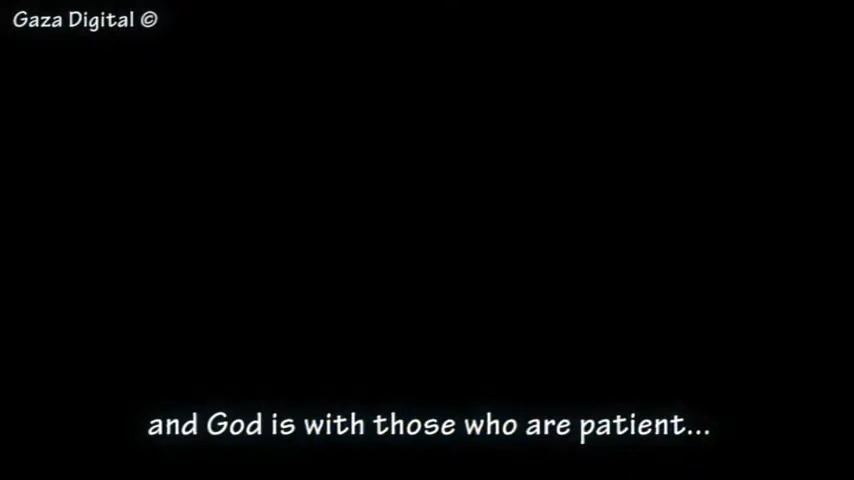 Gaza Digital ©
and God is with those who are patient...